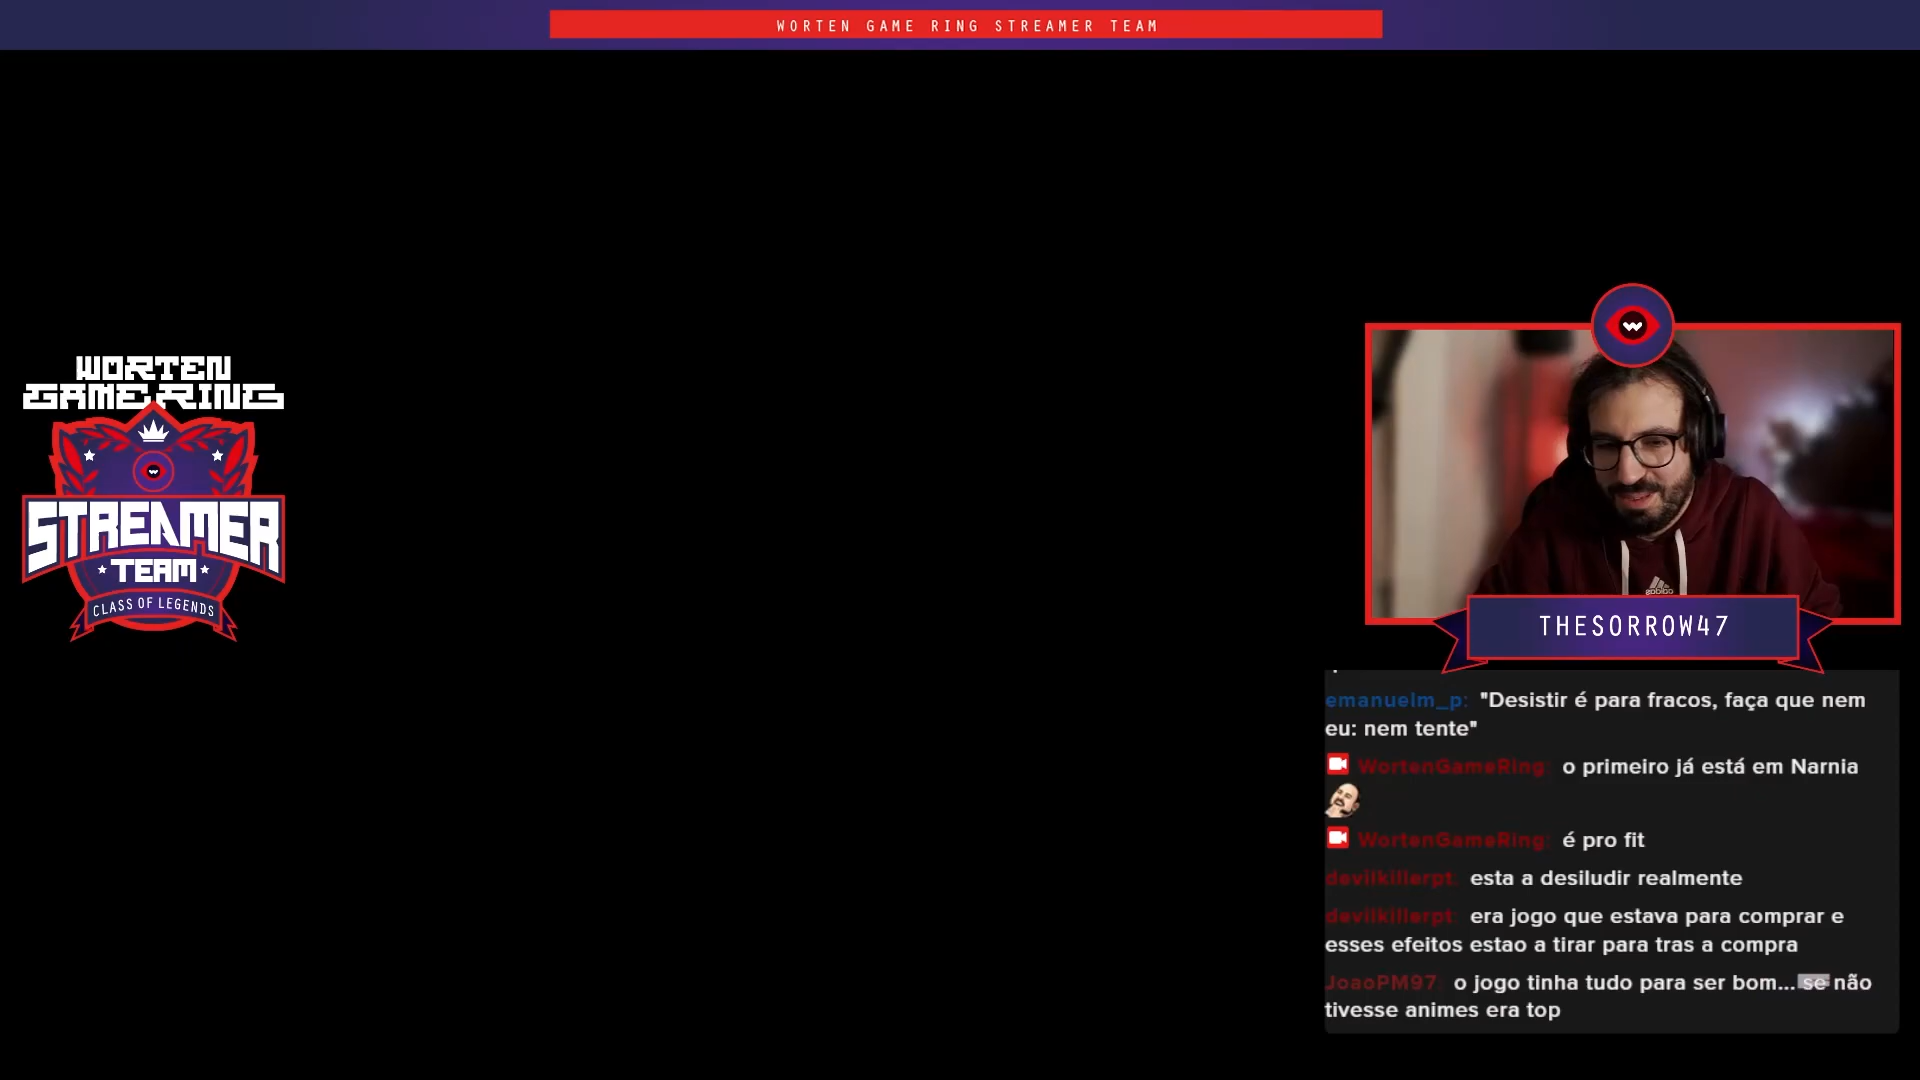 WORTEN GAME RING STREAMER TEAM
WORTEN
GAME RING
STREAMER
TEAM
CLASS OF LEGENDS
adidas
THESORROW47
emanuelm_p: "Desistir é para fracos, faça que nem
eu: nem tente"
WortenGameRing: o primeiro já está em Narnia
WortenGameRing: é pro fit
devilkillerpt: esta a desiludir realmente
devilkillerpt: era jogo que estava para comprar e
esses efeitos estao a tirar para tras a compra
JoaoPM97: o jogo tinha tudo para ser bom... se não
tivesse animes era top